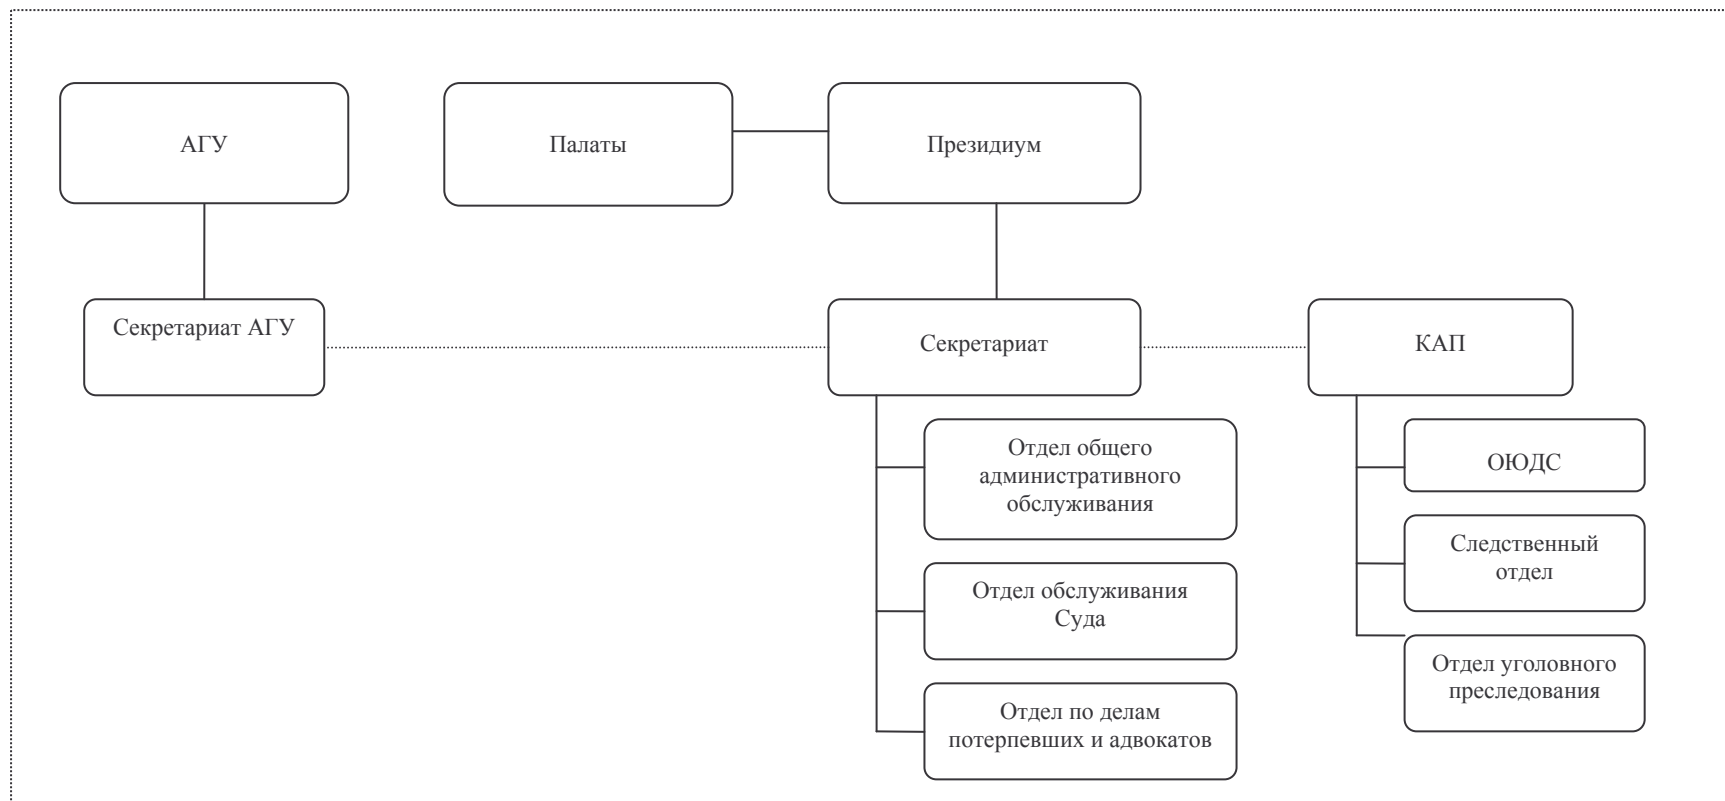 АГУ
Палаты
Президиум
Секретариат АГУ
Секретариат
КАП
Отдел общего
административного
обслуживания
ОЮДС
Следственный
отдел
Отдел обслуживания
Суда
Отдел уголовного
преследования
Отдел по делам
потерпевших и адвокатов